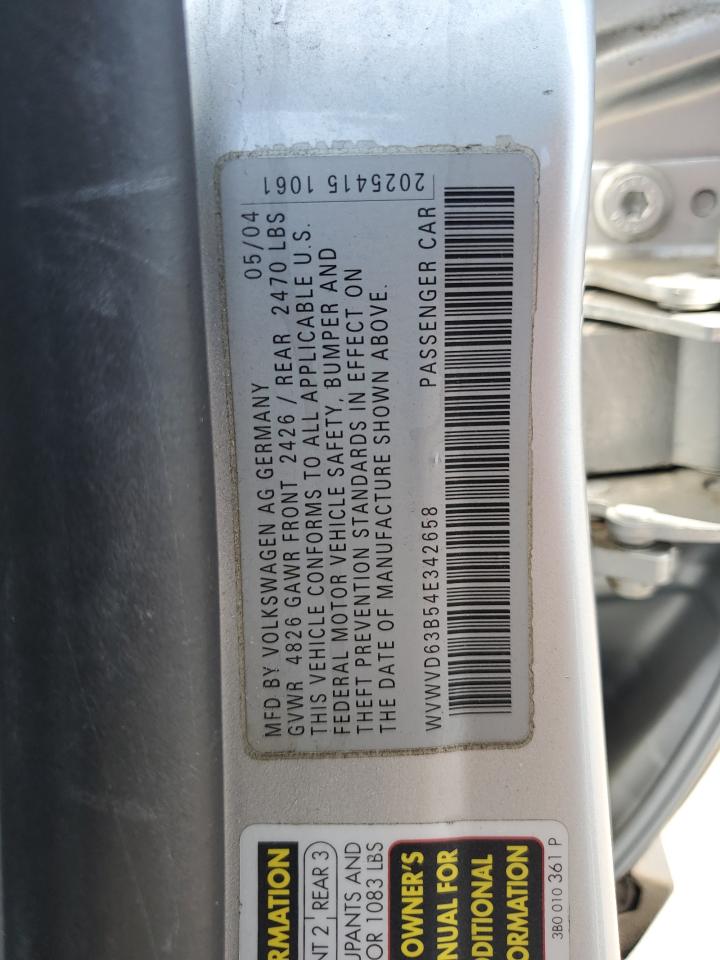 2025415 1061
MFD BY VOLKSWAGEN AG GERMANY 05/04
GVWR 4826 GAWR FRONT 2426 / REAR 2470 LBS
THIS VEHICLE CONFORMS TO ALL APPLICABLE U.S.
FEDERAL MOTOR VEHICLE SAFETY, BUMPER AND
THEFT PREVENTION STANDARDS IN EFFECT ON
THE DATE OF MANUFACTURE SHOWN ABOVE.
WVWVD63B54E342658 PASSENGER CAR
RMATION
NT 2 REAR 3
UPANTS AND
OR 1083 LBS
OWNER'S
NUAL FOR
DDITIONAL
ORMATION
3B0 010 361 P